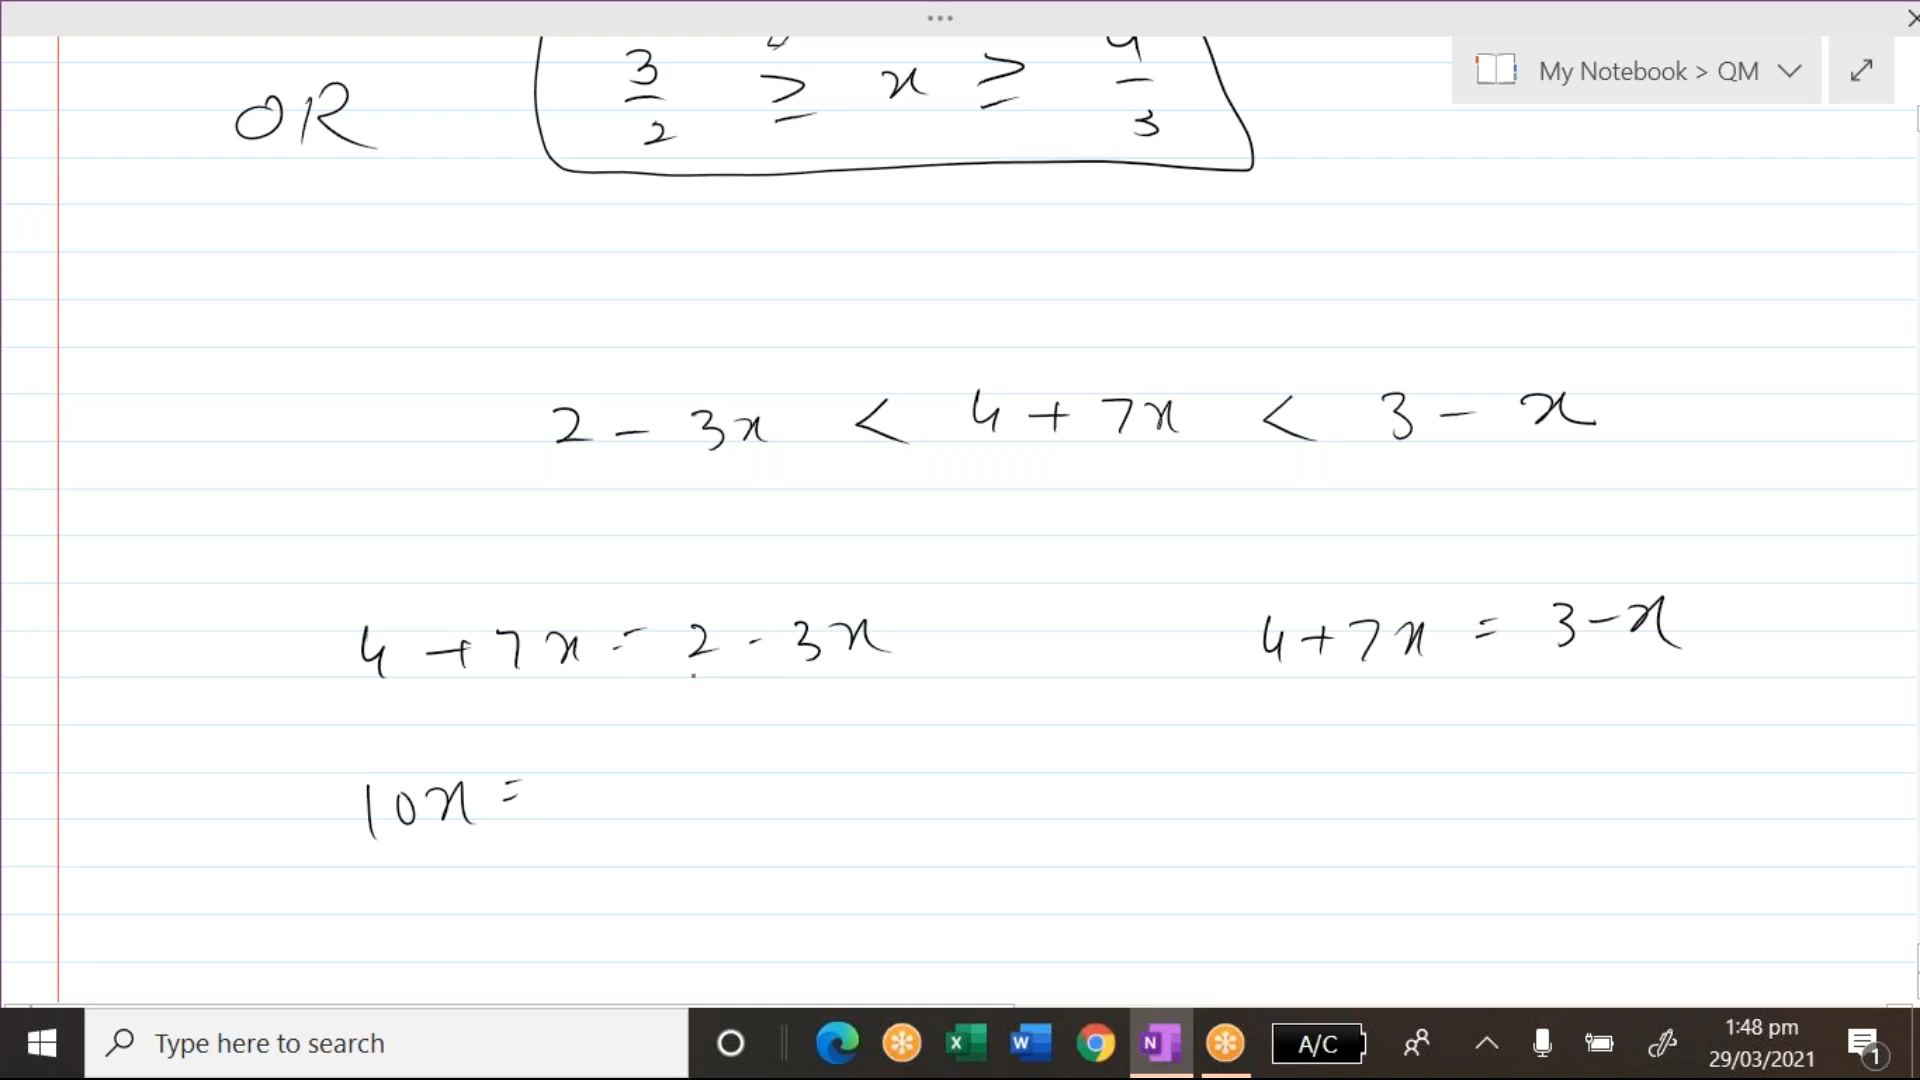 ...
My Notebook > QM
OR 3/2 ≥ x ≥ 4/3
2 - 3x < 4 + 7x < 3 - x
4 + 7x = 2 - 3x
4 + 7x = 3 - x
10x =
Type here to search
A/C
1:48 pm
29/03/2021
1